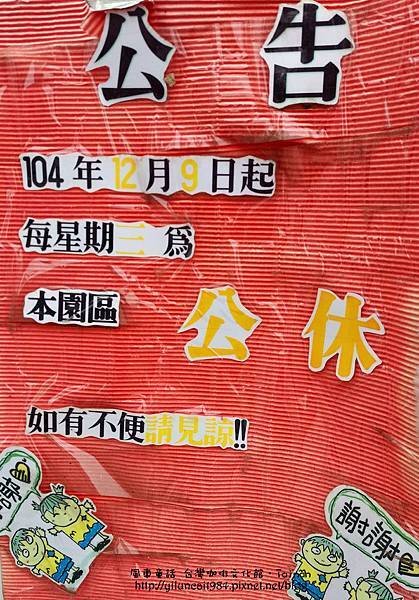 公告
104年12月9日起
每星期三為
本園區 公休
如有不便請見諒!!
謝謝